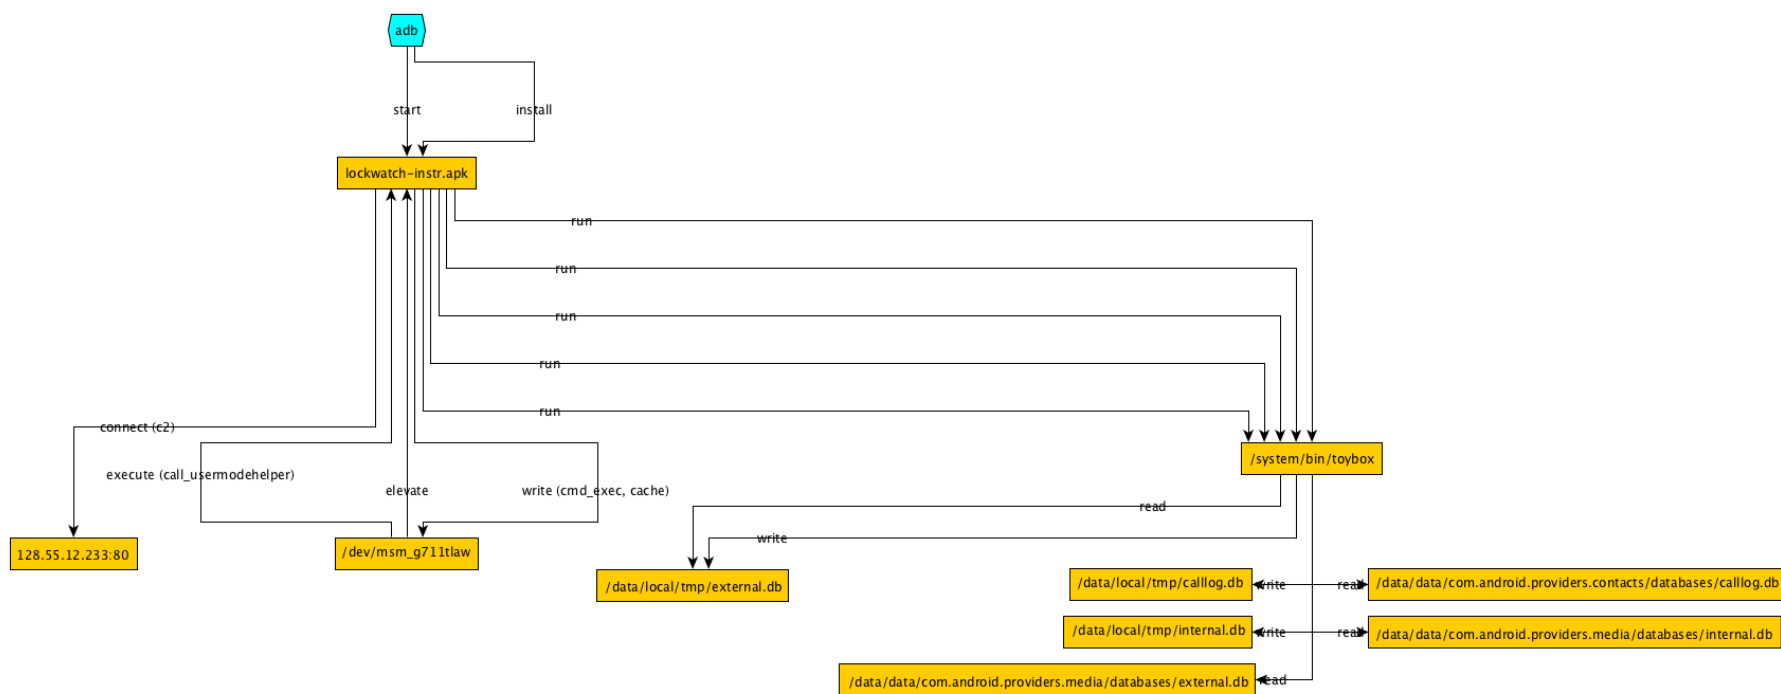 adb
start
install
lockwatch-instr.apk
run
run
run
run
run
connect (c2)
/system/bin/toybox
execute (call_usermodehelper)
elevate
write (cmd_exec, cache)
read
write
128.55.12.233:80
/dev/msm_g711tlaw
/data/local/tmp/external.db
/data/local/tmp/calllog.db
write
read
/data/data/com.android.providers.contacts/databases/calllog.db
/data/local/tmp/internal.db
write
read
/data/data/com.android.providers.media/databases/internal.db
/data/data/com.android.providers.media/databases/external.db
read